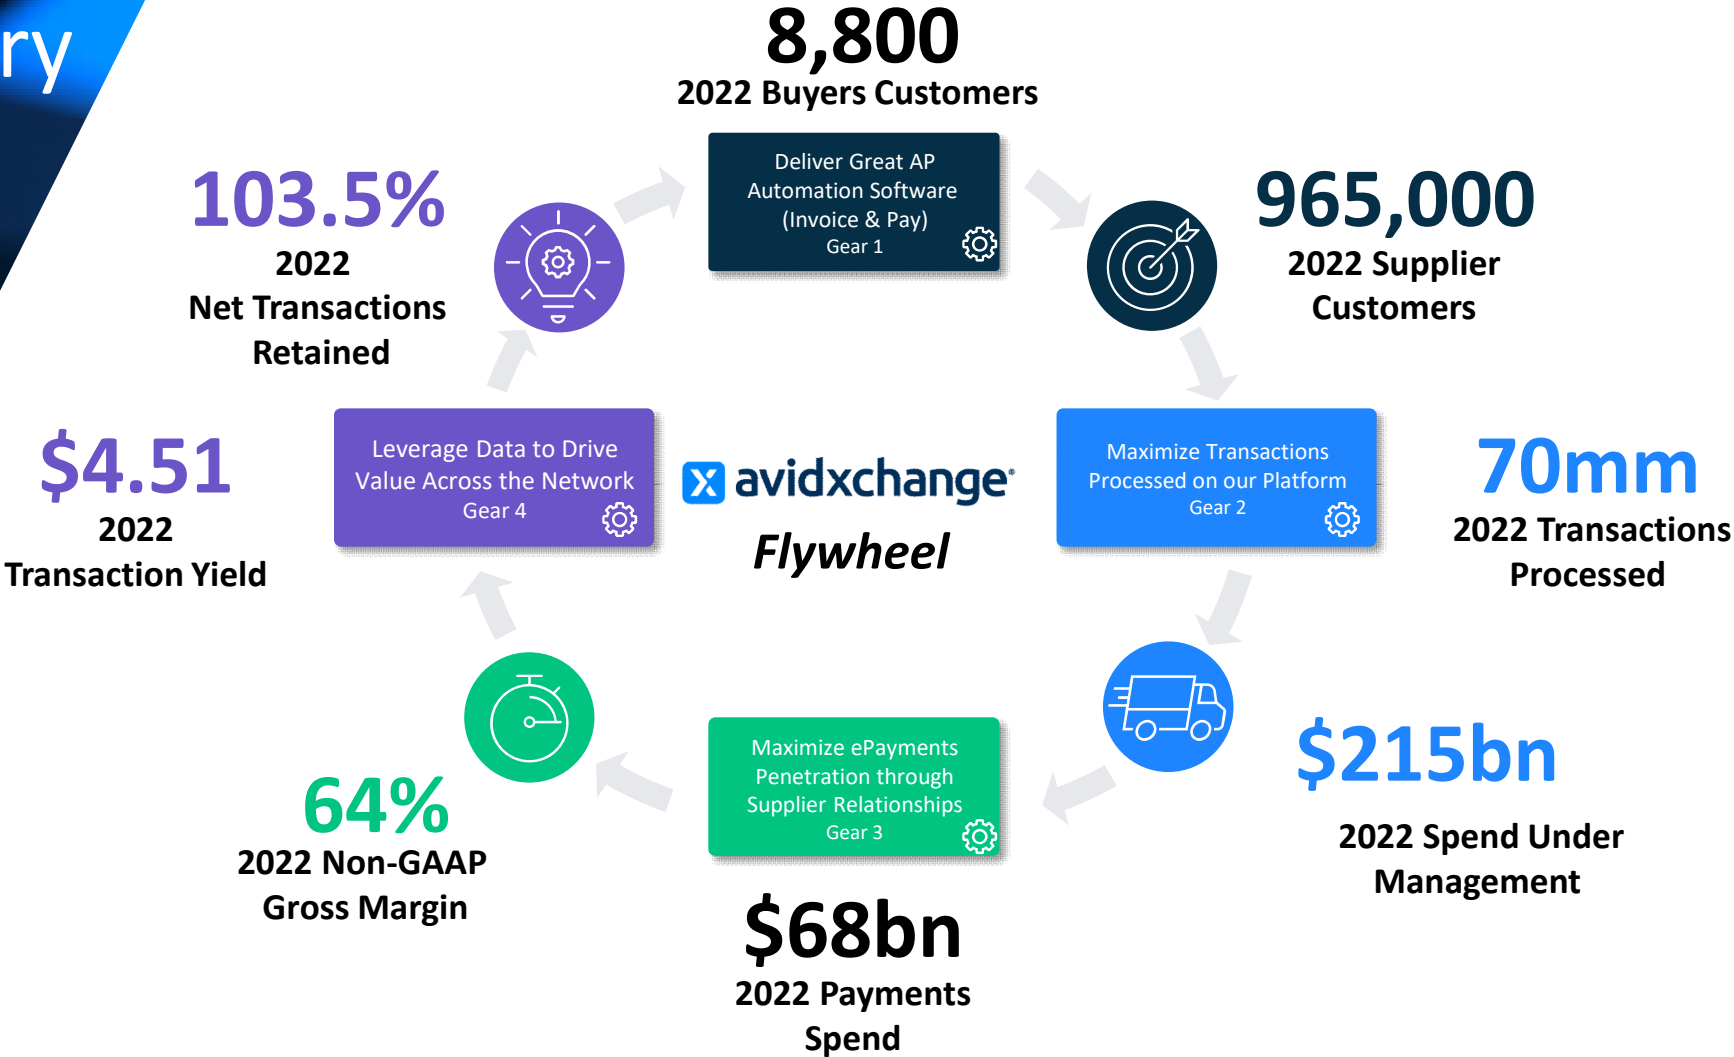 8,800
2022 Buyers Customers
Deliver Great AP
Automation Software
(Invoice & Pay)
Gear 1
965,000
2022 Supplier
Customers
Maximize Transactions
Processed on our Platform
Gear 2
70mm
2022 Transactions
Processed
$215bn
2022 Spend Under
Management
Maximize ePayments
Penetration through
Supplier Relationships
Gear 3
$68bn
2022 Payments
Spend
64%
2022 Non-GAAP
Gross Margin
Leverage Data to Drive
Value Across the Network
Gear 4
$4.51
2022
Transaction Yield
103.5%
2022
Net Transactions
Retained
avidxchange
Flywheel